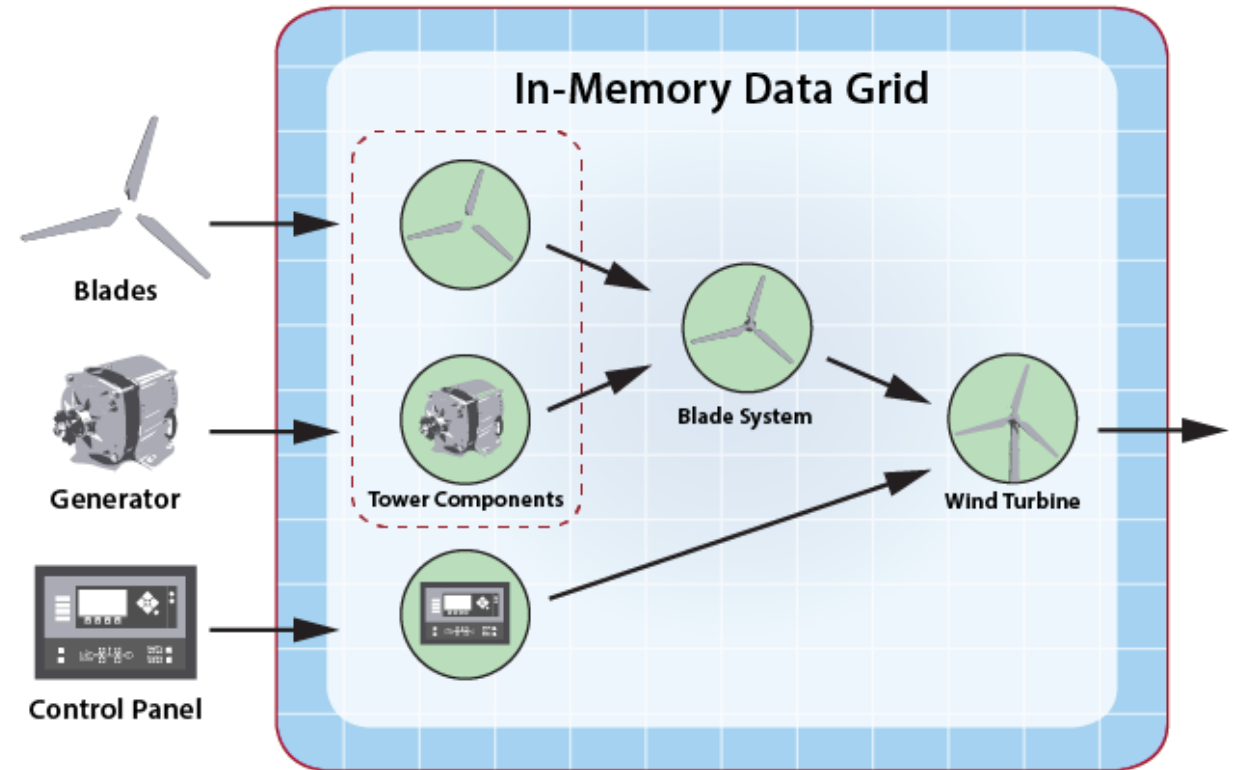 In-Memory Data Grid
Blades
Blade System
Generator
Tower Components
Wind Turbine
Control Panel